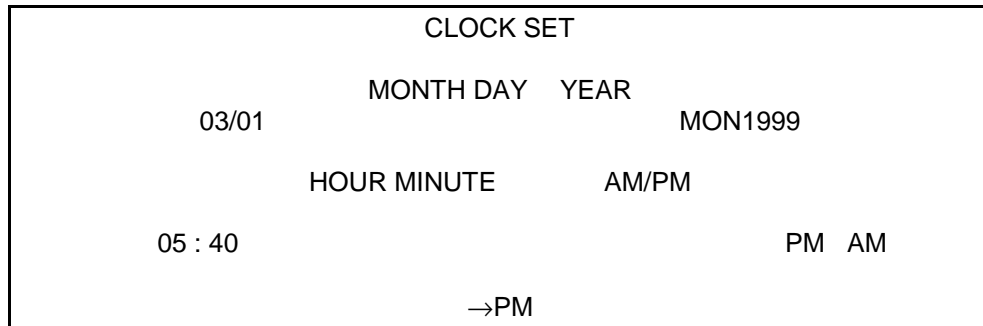 CLOCK SET
MONTH DAY YEAR
03/01 MON1999
HOUR MINUTE AM/PM
05 : 40 PM AM
→PM